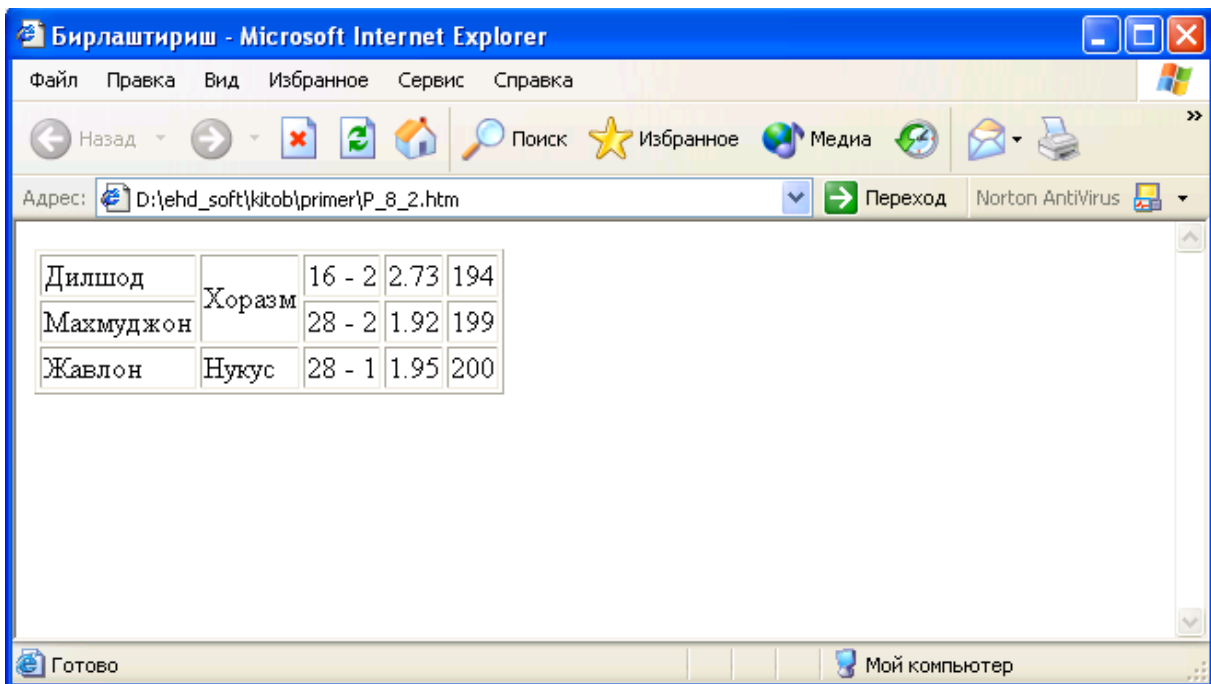 Бирлаштириш - Microsoft Internet Explorer
Файл Правка Вид Избранное Сервис Справка
Назад Поиск Избранное Медиа »
Адрес: D:\ehd_soft\kitob\primer\P_8_2.htm Переход Norton AntiVirus
Дилшод Хоразм 16 - 2 2.73 194
Махмуджон 28 - 2 1.92 199
Жавлон Нукус 28 - 1 1.95 200
Готово Мой компьютер